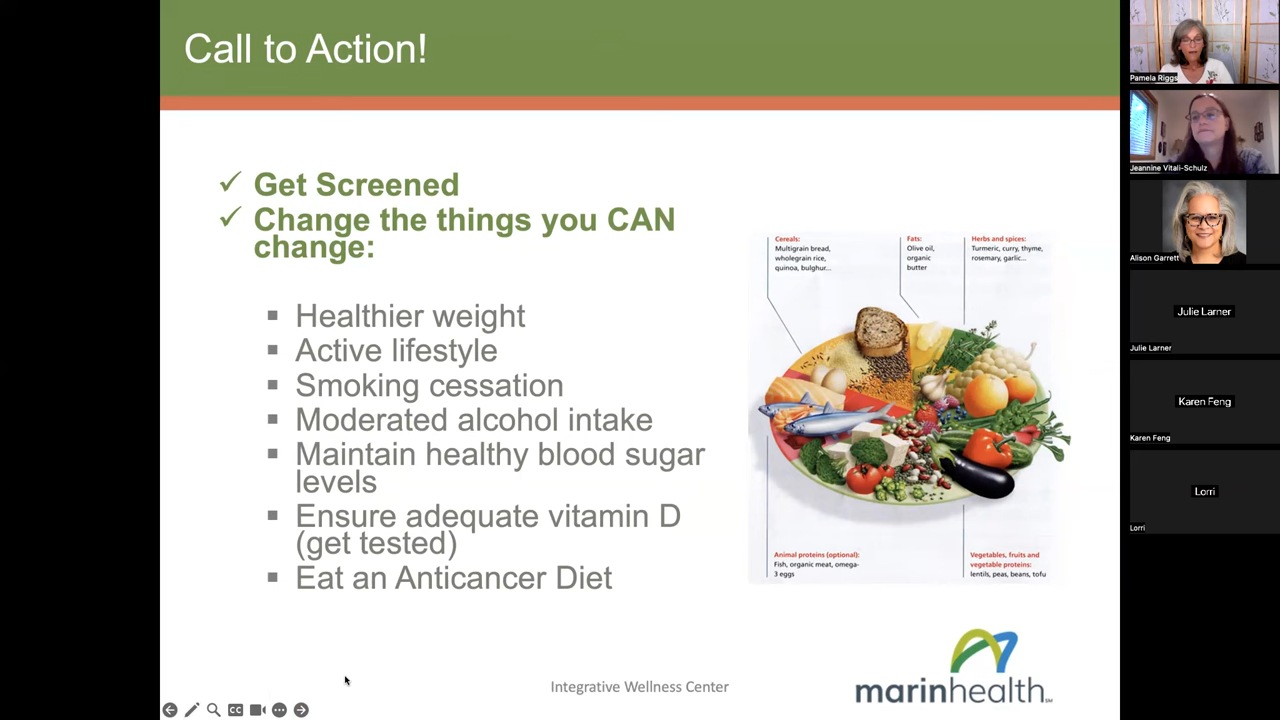 Call to Action!
✓ Get Screened
✓ Change the things you CAN
change:
▪ Healthier weight
▪ Active lifestyle
▪ Smoking cessation
▪ Moderated alcohol intake
▪ Maintain healthy blood sugar
levels
▪ Ensure adequate vitamin D
(get tested)
▪ Eat an Anticancer Diet
Cereals:
Multigrain bread,
wholegrain rice,
quinoa, bulghur...
Fats:
Olive oil,
organic
butter
Herbs and spices:
Turmeric, curry, thyme,
rosemary, garlic...
Animal proteins (optional):
Fish, organic meat, omega-
3 eggs
Vegetables, fruits and
vegetable proteins:
lentils, peas, beans, tofu
Integrative Wellness Center
marinhealth℠
CC
Pamela Riggs
Jeannine Vitali-Schulz
Alison Garrett
Julie Larner
Julie Larner
Karen Feng
Karen Feng
Lorri
Lorri